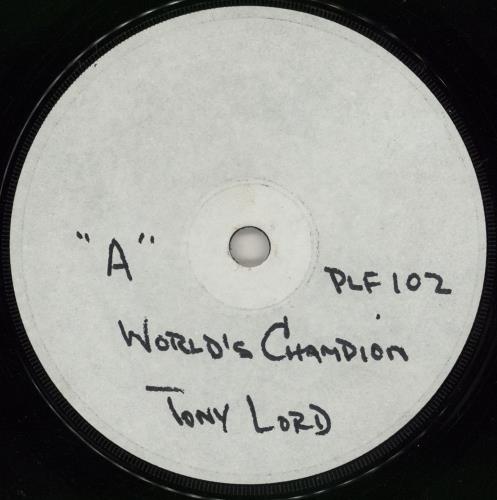 "A"
PLF 102
WORLD'S CHAMPION
TONY LORD